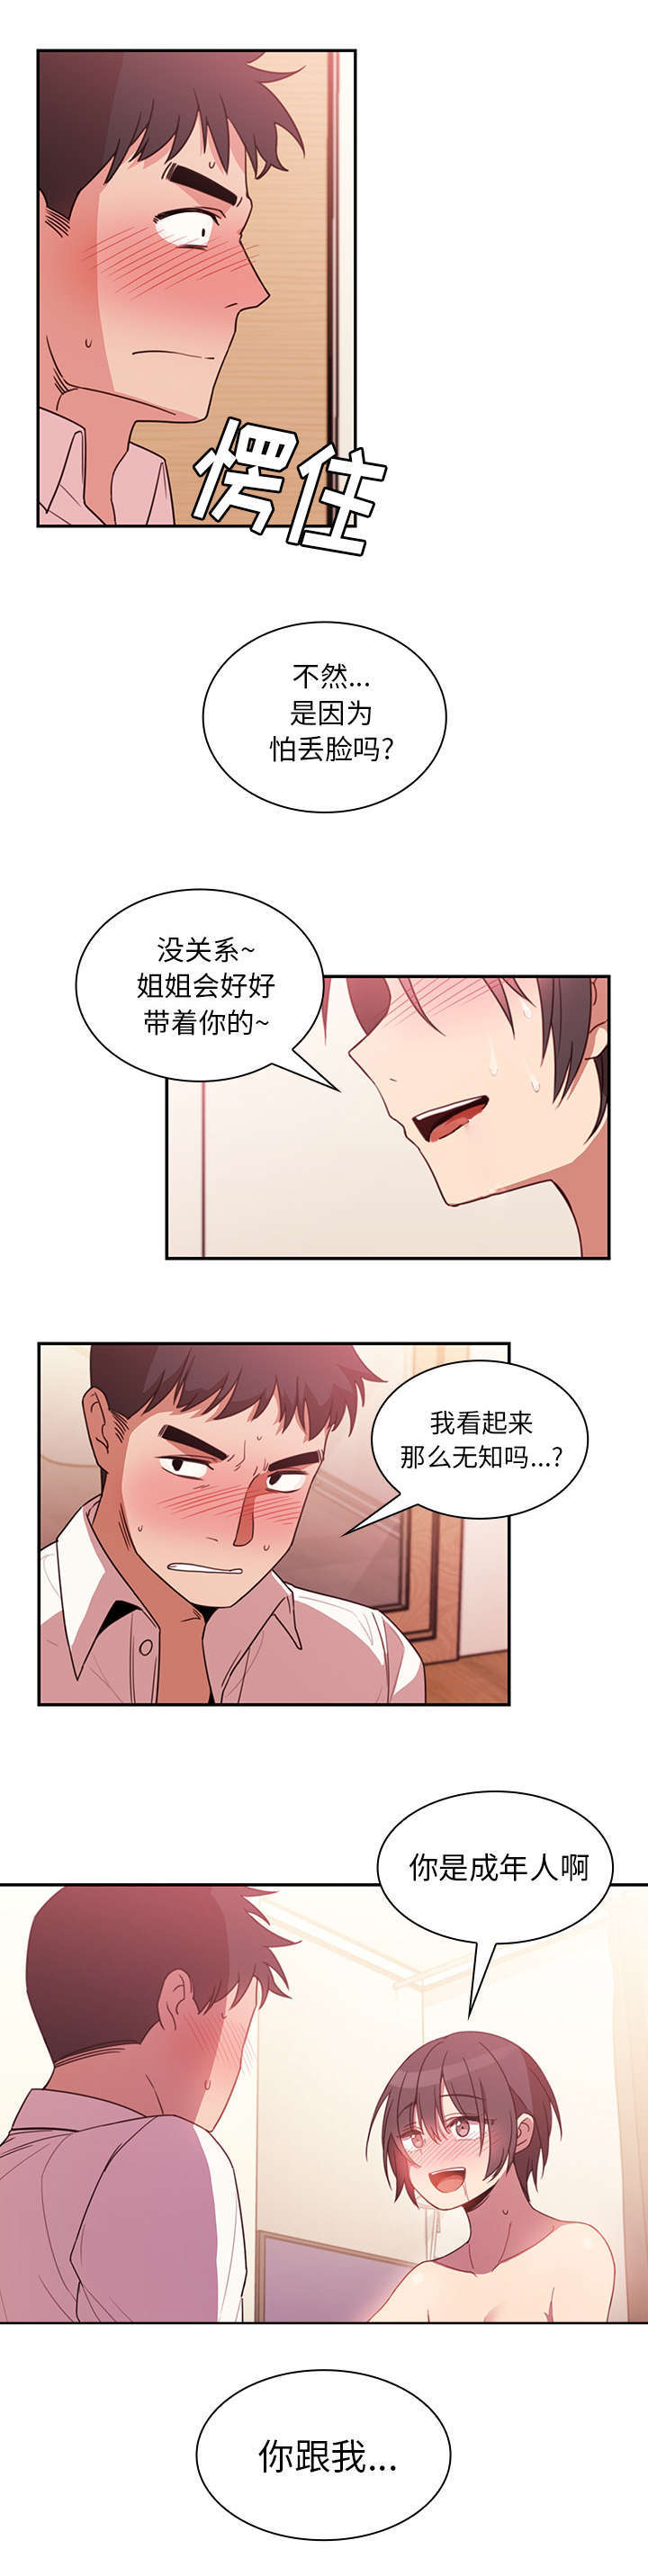 愣住
不然...
是因为
怕丢脸吗?
没关系~
姐姐会好好
带着你的~
我看起来
那么无知吗...?
你是成年人啊
你跟我...